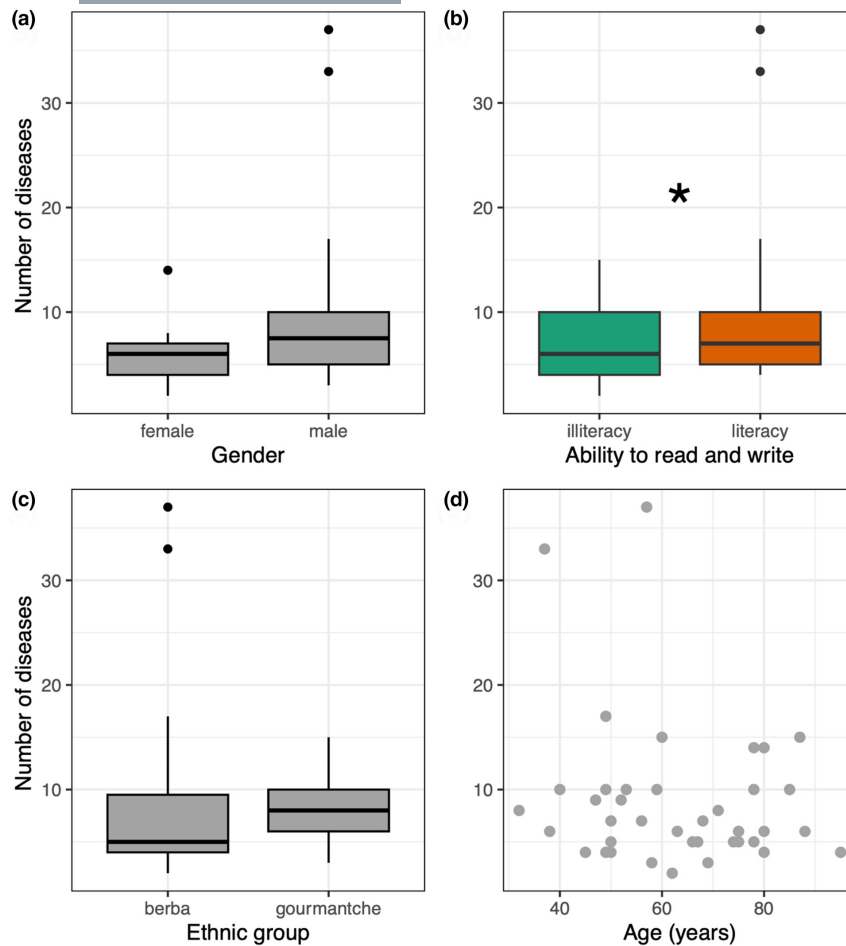 (a)
Number of diseases
30
20
10
female male
Gender
(b)
30
20
10
*
illiteracy literacy
Ability to read and write
(c)
Number of diseases
30
20
10
berba gourmantche
Ethnic group
(d)
30
20
10
40 60 80
Age (years)